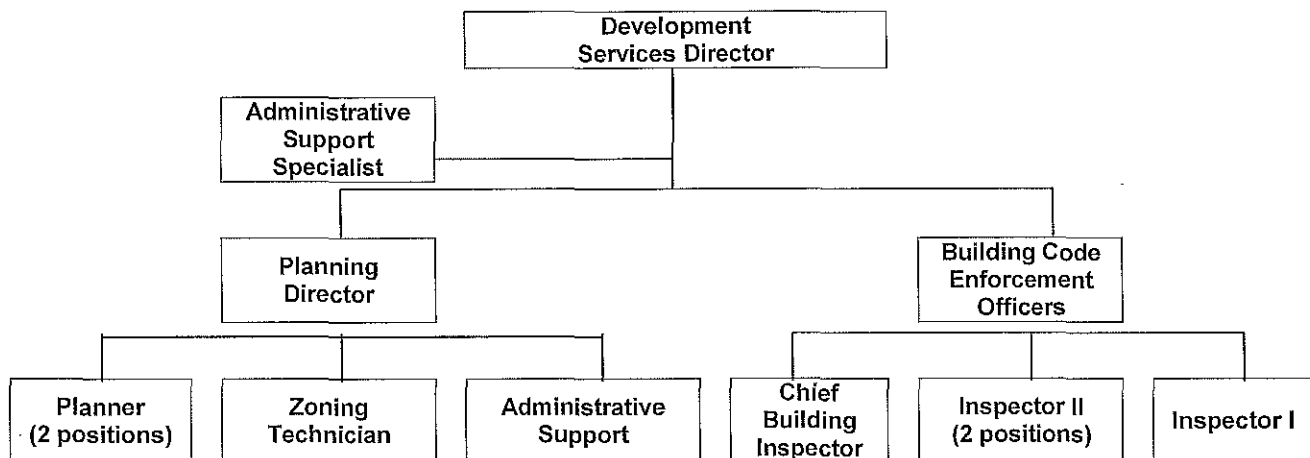 Development
Services Director
Administrative
Support
Specialist
Planning
Director
Building Code
Enforcement
Officers
Planner
(2 positions)
Zoning
Technician
Administrative
Support
Chief
Building
Inspector
Inspector II
(2 positions)
Inspector I